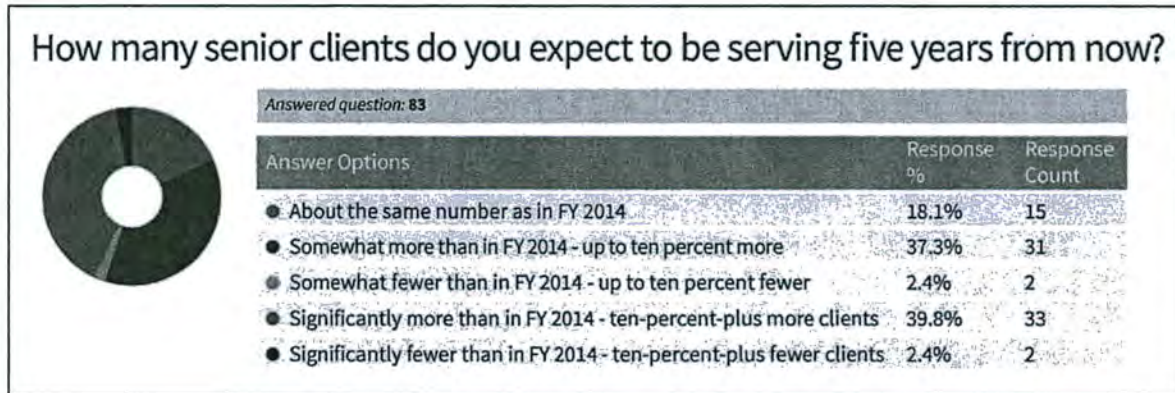 How many senior clients do you expect to be serving five years from now?
Answered question: 83
Answer Options Response % Response Count
About the same number as in FY 2014 18.1% 15
Somewhat more than in FY 2014 - up to ten percent more 37.3% 31
Somewhat fewer than in FY 2014 - up to ten percent fewer 2.4% 2
Significantly more than in FY 2014 - ten-percent-plus more clients 39.8% 33
Significantly fewer than in FY 2014 - ten-percent-plus fewer clients 2.4% 2